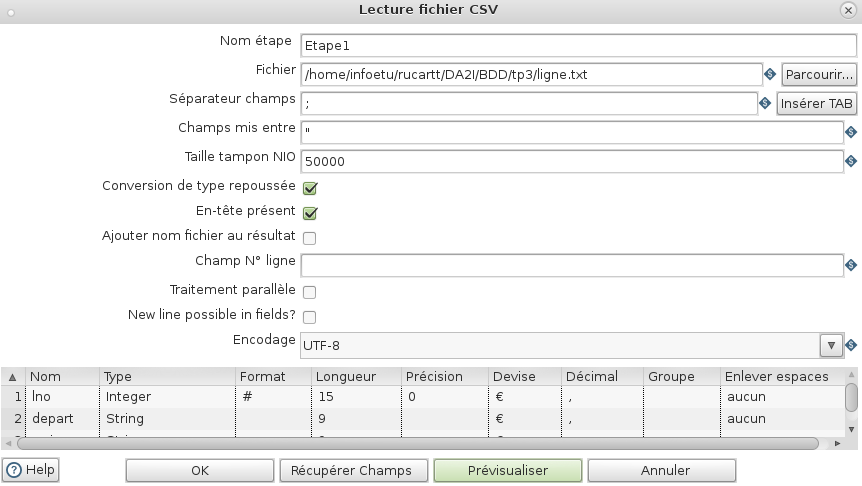 Lecture fichier CSV
Nom étape Etape1
Fichier /home/infoetu/rucartt/DA2I/BDD/tp3/ligne.txt Parcourir...
Séparateur champs ; Insérer TAB
Champs mis entre "
Taille tampon NIO 50000
Conversion de type repoussée
En-tête présent
Ajouter nom fichier au résultat
Champ N° ligne
Traitement parallèle
New line possible in fields?
Encodage UTF-8
Nom Type Format Longueur Précision Devise Décimal Groupe Enlever espaces
1 lno Integer # 15 0 € , aucun
2 depart String 9 € , aucun
Help OK Récupérer Champs Prévisualiser Annuler